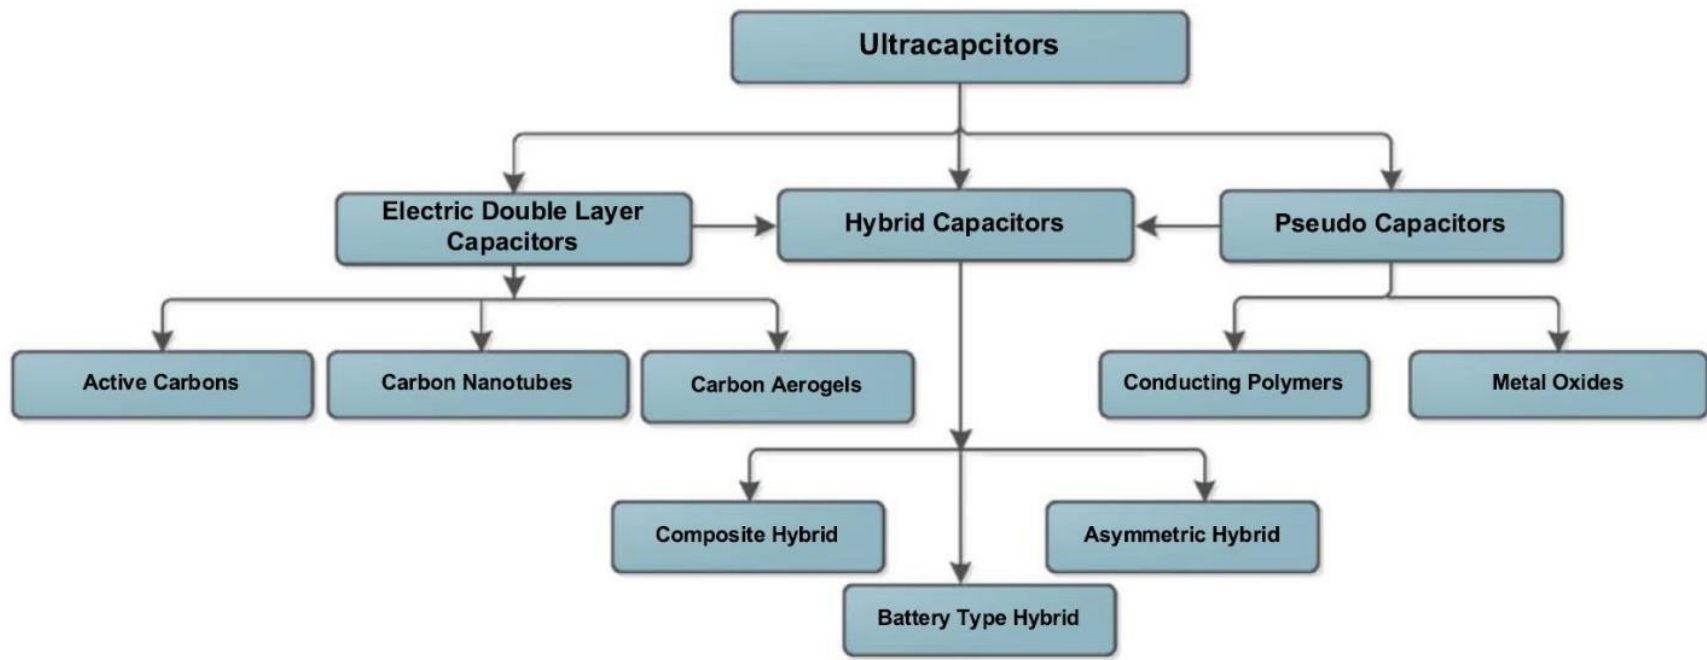 Ultracapcitors
Electric Double Layer
Capacitors
Hybrid Capacitors
Pseudo Capacitors
Active Carbons
Carbon Nanotubes
Carbon Aerogels
Conducting Polymers
Metal Oxides
Composite Hybrid
Asymmetric Hybrid
Battery Type Hybrid